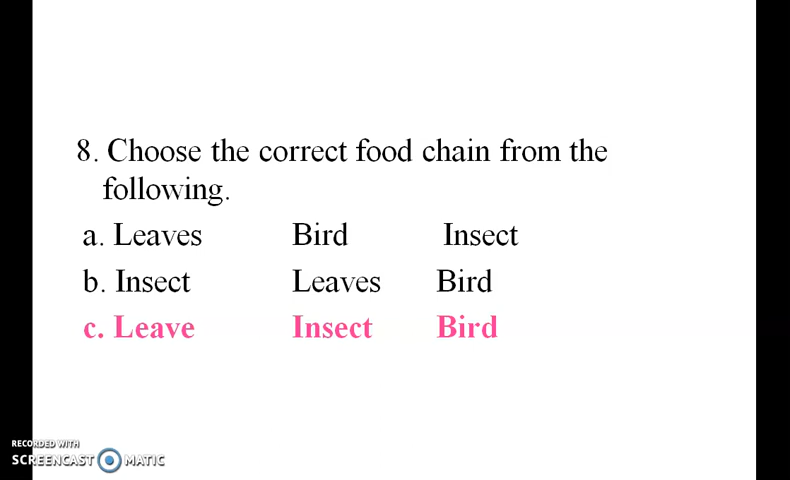 8. Choose the correct food chain from the
following.
a. Leaves Bird Insect
b. Insect Leaves Bird
c. Leave Insect Bird
RECORDED WITH
SCREENCAST MATIC